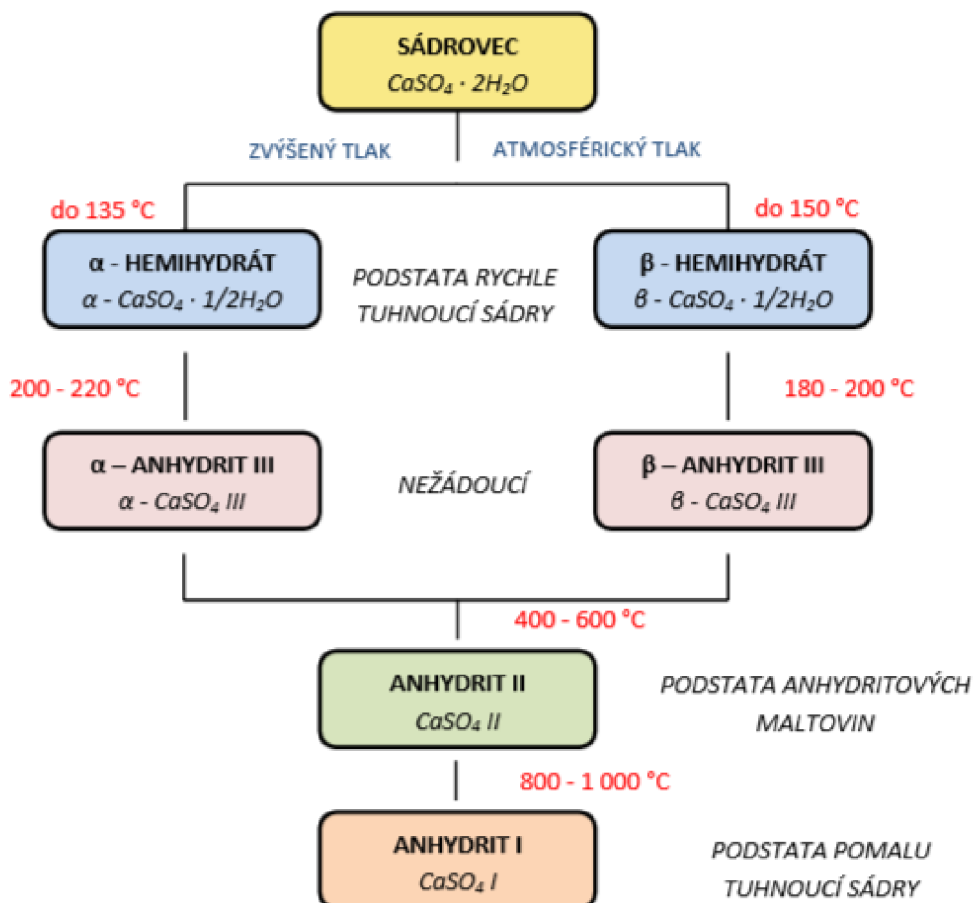 SÁDROVEC
CaSO₄ · 2H₂O
ZVÝŠENÝ TLAK
ATMOSFÉRICKÝ TLAK
do 135 °C
do 150 °C
α - HEMIHYDRÁT
α - CaSO₄ · 1/2H₂O
PODSTATA RYCHLE
TUHNOUCÍ SÁDRY
β - HEMIHYDRÁT
β - CaSO₄ · 1/2H₂O
200 - 220 °C
180 - 200 °C
α – ANHYDRIT III
α - CaSO₄ III
NEŽÁDOUCÍ
β – ANHYDRIT III
β - CaSO₄ III
400 - 600 °C
ANHYDRIT II
CaSO₄ II
PODSTATA ANHYDRITOVÝCH
MALTOVIN
800 - 1 000 °C
ANHYDRIT I
CaSO₄ I
PODSTATA POMALU
TUHNOUCÍ SÁDRY